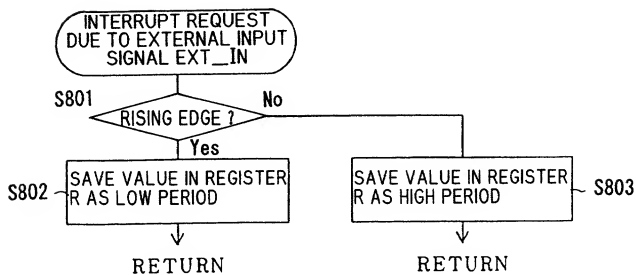 INTERRUPT REQUEST
DUE TO EXTERNAL INPUT
SIGNAL EXT_IN
S801
RISING EDGE ?
No
Yes
S802
SAVE VALUE IN REGISTER
R AS LOW PERIOD
SAVE VALUE IN REGISTER
R AS HIGH PERIOD
S803
RETURN
RETURN